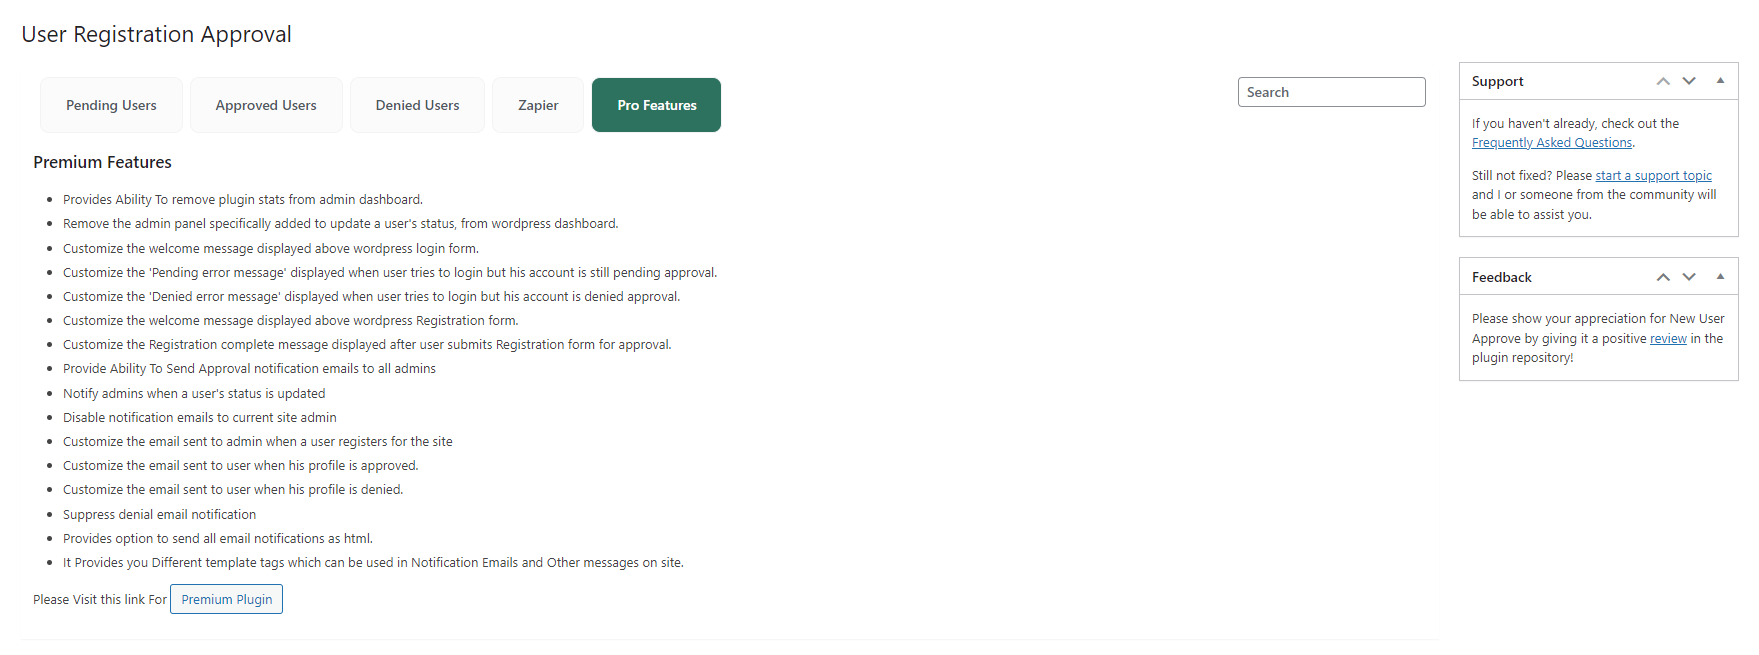 User Registration Approval
Pending Users
Approved Users
Denied Users
Zapier
Pro Features
Search
Premium Features
Provides Ability To remove plugin stats from admin dashboard.
Remove the admin panel specifically added to update a user's status, from wordpress dashboard.
Customize the welcome message displayed above wordpress login form.
Customize the 'Pending error message' displayed when user tries to login but his account is still pending approval.
Customize the 'Denied error message' displayed when user tries to login but his account is denied approval.
Customize the welcome message displayed above wordpress Registration form.
Customize the Registration complete message displayed after user submits Registration form for approval.
Provide Ability To Send Approval notification emails to all admins
Notify admins when a user's status is updated
Disable notification emails to current site admin
Customize the email sent to admin when a user registers for the site
Customize the email sent to user when his profile is approved.
Customize the email sent to user when his profile is denied.
Suppress denial email notification
Provides option to send all email notifications as html.
It Provides you Different template tags which can be used in Notification Emails and Other messages on site.
Please Visit this link For Premium Plugin
Support
If you haven't already, check out the
Frequently Asked Questions.
Still not fixed? Please start a support topic
and I or someone from the community will
be able to assist you.
Feedback
Please show your appreciation for New User
Approve by giving it a positive review in the
plugin repository!